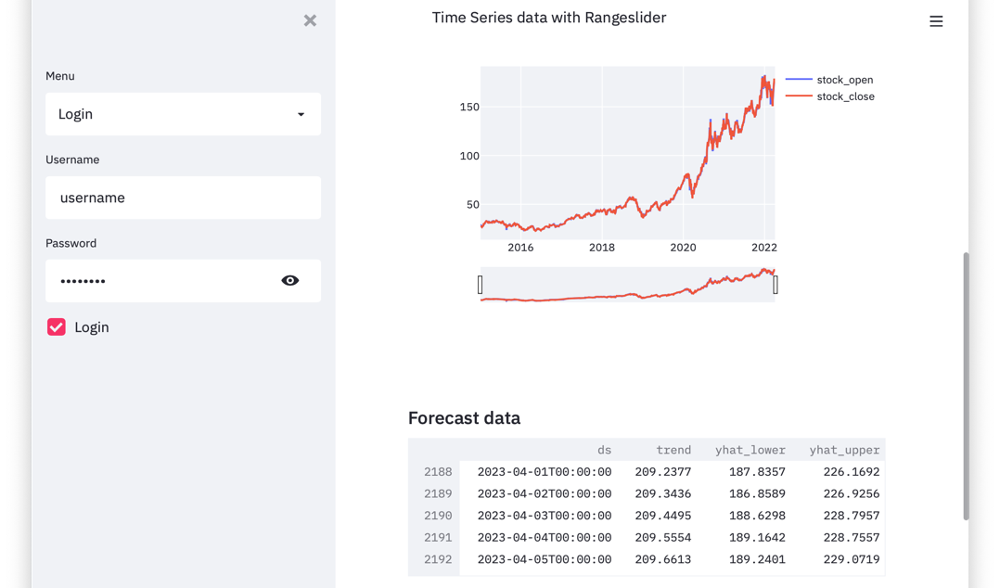 Menu
Login
Username
username
Password
••••••••
Login
Time Series data with Rangeslider
stock_open
stock_close
150
100
50
2016 2018 2020 2022
Forecast data
ds trend yhat_lower yhat_upper
2188 2023-04-01T00:00:00 209.2377 187.8357 226.1692
2189 2023-04-02T00:00:00 209.3436 186.8589 226.9256
2190 2023-04-03T00:00:00 209.4495 188.6298 228.7957
2191 2023-04-04T00:00:00 209.5554 189.1642 228.7557
2192 2023-04-05T00:00:00 209.6613 189.2401 229.0719